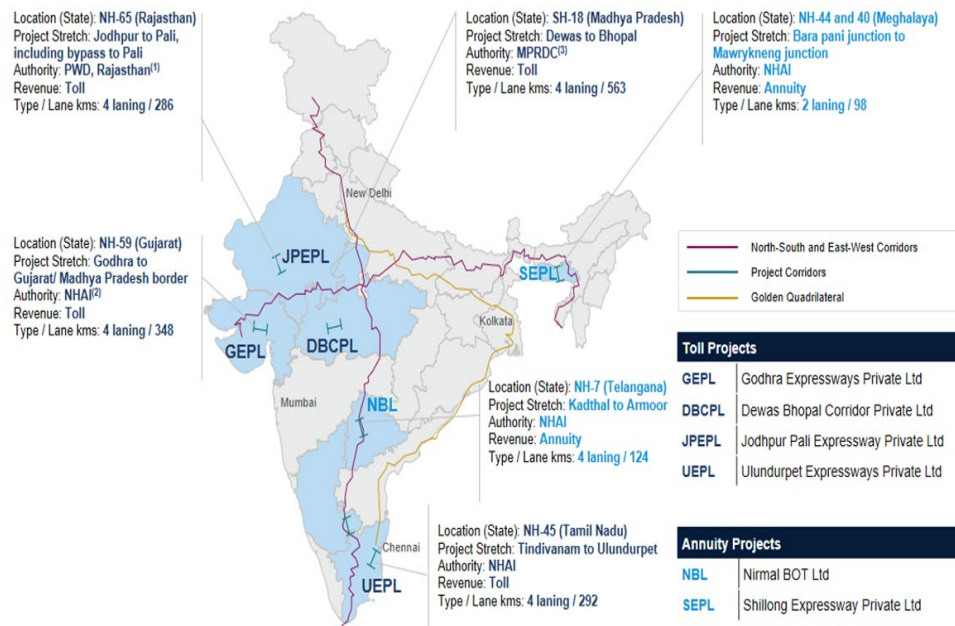 Location (State): NH-65 (Rajasthan)
Project Stretch: Jodhpur to Pali,
including bypass to Pali
Authority: PWD, Rajasthan(1)
Revenue: Toll
Type / Lane kms: 4 laning / 286
Location (State): SH-18 (Madhya Pradesh)
Project Stretch: Dewas to Bhopal
Authority: MPRDC(3)
Revenue: Toll
Type / Lane kms: 4 laning / 563
Location (State): NH-44 and 40 (Meghalaya)
Project Stretch: Bara pani junction to
Mawrykneng junction
Authority: NHAI
Revenue: Annuity
Type / Lane kms: 2 laning / 98
New Delhi
Location (State): NH-59 (Gujarat)
Project Stretch: Godhra to
Gujarat/ Madhya Pradesh border
Authority: NHAI(2)
Revenue: Toll
Type / Lane kms: 4 laning / 348
JPEPL
SEPL
GEPL
DBCPL
Kolkata
Mumbai
NBL
North-South and East-West Corridors
Project Corridors
Golden Quadrilateral
Location (State): NH-7 (Telangana)
Project Stretch: Kadthal to Armoor
Authority: NHAI
Revenue: Annuity
Type / Lane kms: 4 laning / 124
Toll Projects
GEPL Godhra Expressways Private Ltd
DBCPL Dewas Bhopal Corridor Private Ltd
JPEPL Jodhpur Pali Expressway Private Ltd
UEPL Ulundurpet Expressways Private Ltd
Chennai
UEPL
Location (State): NH-45 (Tamil Nadu)
Project Stretch: Tindivanam to Ulundurpet
Authority: NHAI
Revenue: Toll
Type / Lane kms: 4 laning / 292
Annuity Projects
NBL Nirmal BOT Ltd
SEPL Shillong Expressway Private Ltd